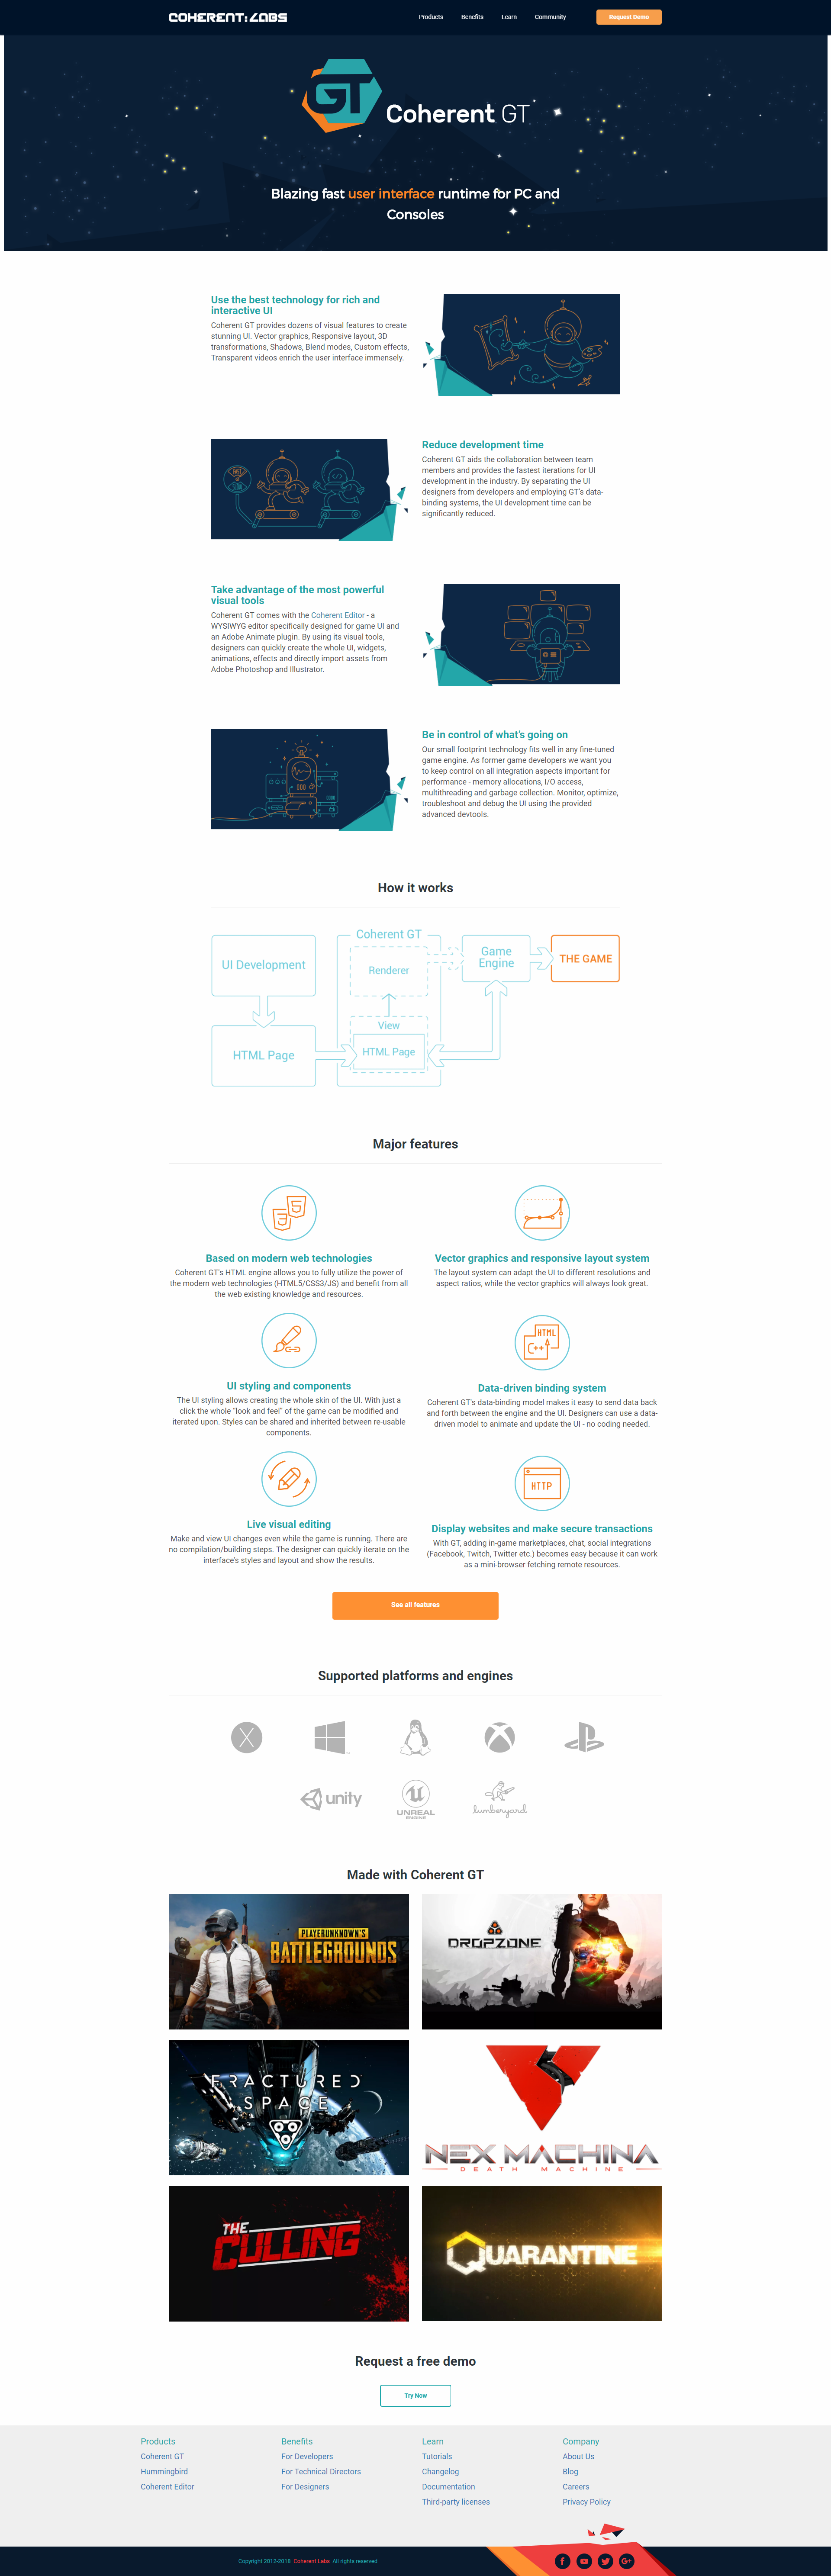 COHERENT:LABS
Products
Benefits
Learn
Community
Request Demo
GT
Coherent GT
Blazing fast user interface runtime for PC and
Consoles
Use the best technology for rich and
interactive UI
Coherent GT provides dozens of visual features to create
stunning UI. Vector graphics, Responsive layout, 3D
transformations, Shadows, Blend modes, Custom effects,
Transparent videos enrich the user interface immensely.
Reduce development time
Coherent GT aids the collaboration between team
members and provides the fastest iterations for UI
development in the industry. By separating the UI
designers from developers and employing GT's data-
binding systems, the UI development time can be
significantly reduced.
Take advantage of the most powerful
visual tools
Coherent GT comes with the Coherent Editor - a
WYSIWYG editor specifically designed for game UI and
an Adobe Animate plugin. By using its visual tools,
designers can quickly create the whole UI, widgets,
animations, effects and directly import assets from
Adobe Photoshop and Illustrator.
Be in control of what's going on
Our small footprint technology fits well in any fine-tuned
game engine. As former game developers we want you
to keep control on all integration aspects important for
performance - memory allocations, I/O access,
multithreading and garbage collection. Monitor, optimize,
troubleshoot and debug the UI using the provided
advanced devtools.
How it works
UI Development
HTML Page
Coherent GT
Renderer
View
HTML Page
Game
Engine
THE GAME
Major features
Based on modern web technologies
Coherent GT's HTML engine allows you to fully utilize the power of
the modern web technologies (HTML5/CSS3/JS) and benefit from all
the web existing knowledge and resources.
Vector graphics and responsive layout system
The layout system can adapt the UI to different resolutions and
aspect ratios, while the vector graphics will always look great.
UI styling and components
The UI styling allows creating the whole skin of the UI. With just a
click the whole "look and feel" of the game can be modified and
iterated upon. Styles can be shared and inherited between re-usable
components.
HTML
C++
Data-driven binding system
Coherent GT's data-binding model makes it easy to send data back
and forth between the engine and the UI. Designers can use a data-
driven model to animate and update the UI - no coding needed.
Live visual editing
Make and view UI changes even while the game is running. There are
no compilation/building steps. The designer can quickly iterate on the
interface's styles and layout and show the results.
HTTP
Display websites and make secure transactions
With GT, adding in-game marketplaces, chat, social integrations
(Facebook, Twitch, Twitter etc.) becomes easy because it can work
as a mini-browser fetching remote resources.
See all features
Supported platforms and engines
unity
UNREAL
ENGINE
lumberyard
Made with Coherent GT
PLAYERUNKNOWN'S
BATTLEGROUNDS
DROPZONE
FRACTURED
SPACE
NEX MACHINA
DEATH MACHINE
THE
CULLING
QUARANTINE
Request a free demo
Try Now
Products
Coherent GT
Hummingbird
Coherent Editor
Benefits
For Developers
For Technical Directors
For Designers
Learn
Tutorials
Changelog
Documentation
Third-party licenses
Company
About Us
Blog
Careers
Privacy Policy
Copyright 2012-2018 Coherent Labs All rights reserved